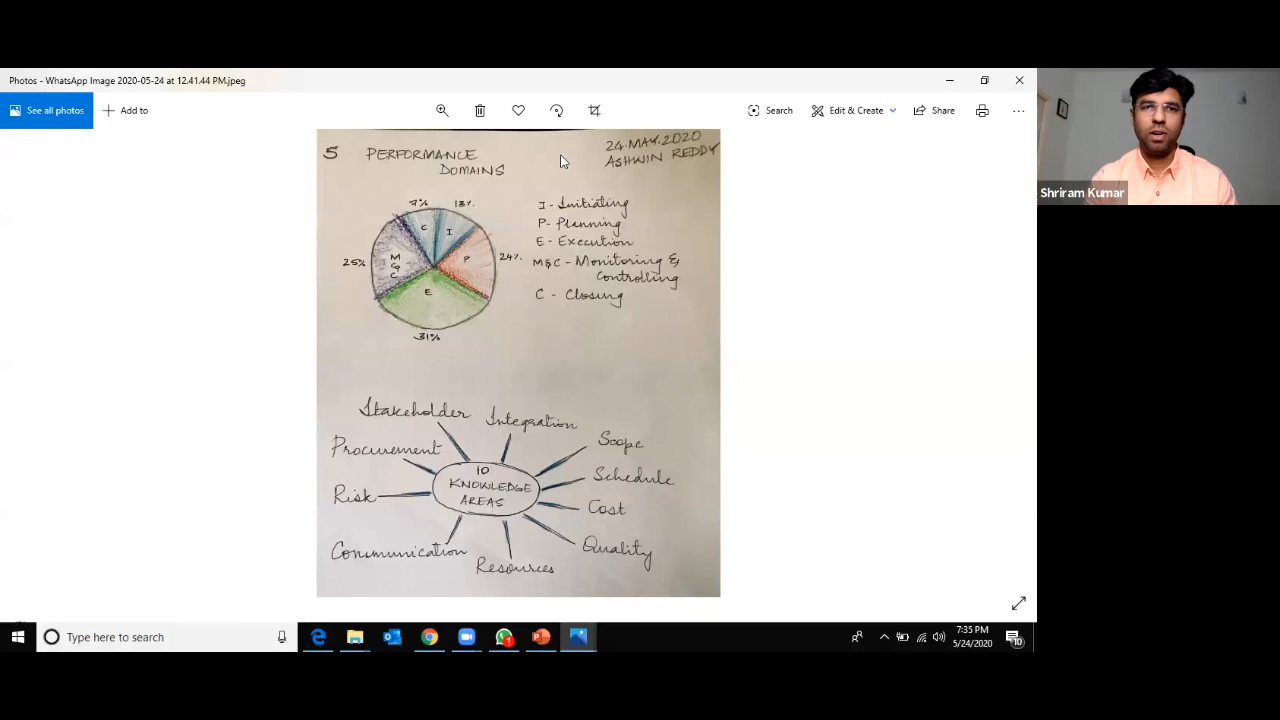 Photos - WhatsApp Image 2020-05-24 at 12.41.44 PM.jpeg
See all photos
Add to
Search
Edit & Create
Share
24.MAY.2020
ASHWIN REDDY
5 PERFORMANCE
DOMAINS
7% 13%.
C I
25% M & C P 24%.
E
31%
I - Initiating
P- Planning
E - Execution
M&C - Monitoring &
Controlling
C - Closing
Stakeholder Integration
Procurement Scope
Risk Schedule
10
KNOWLEDGE
AREAS
Cost
Communication Quality
Resources
Shriram Kumar
Type here to search
1
7:35 PM
5/24/2020
10